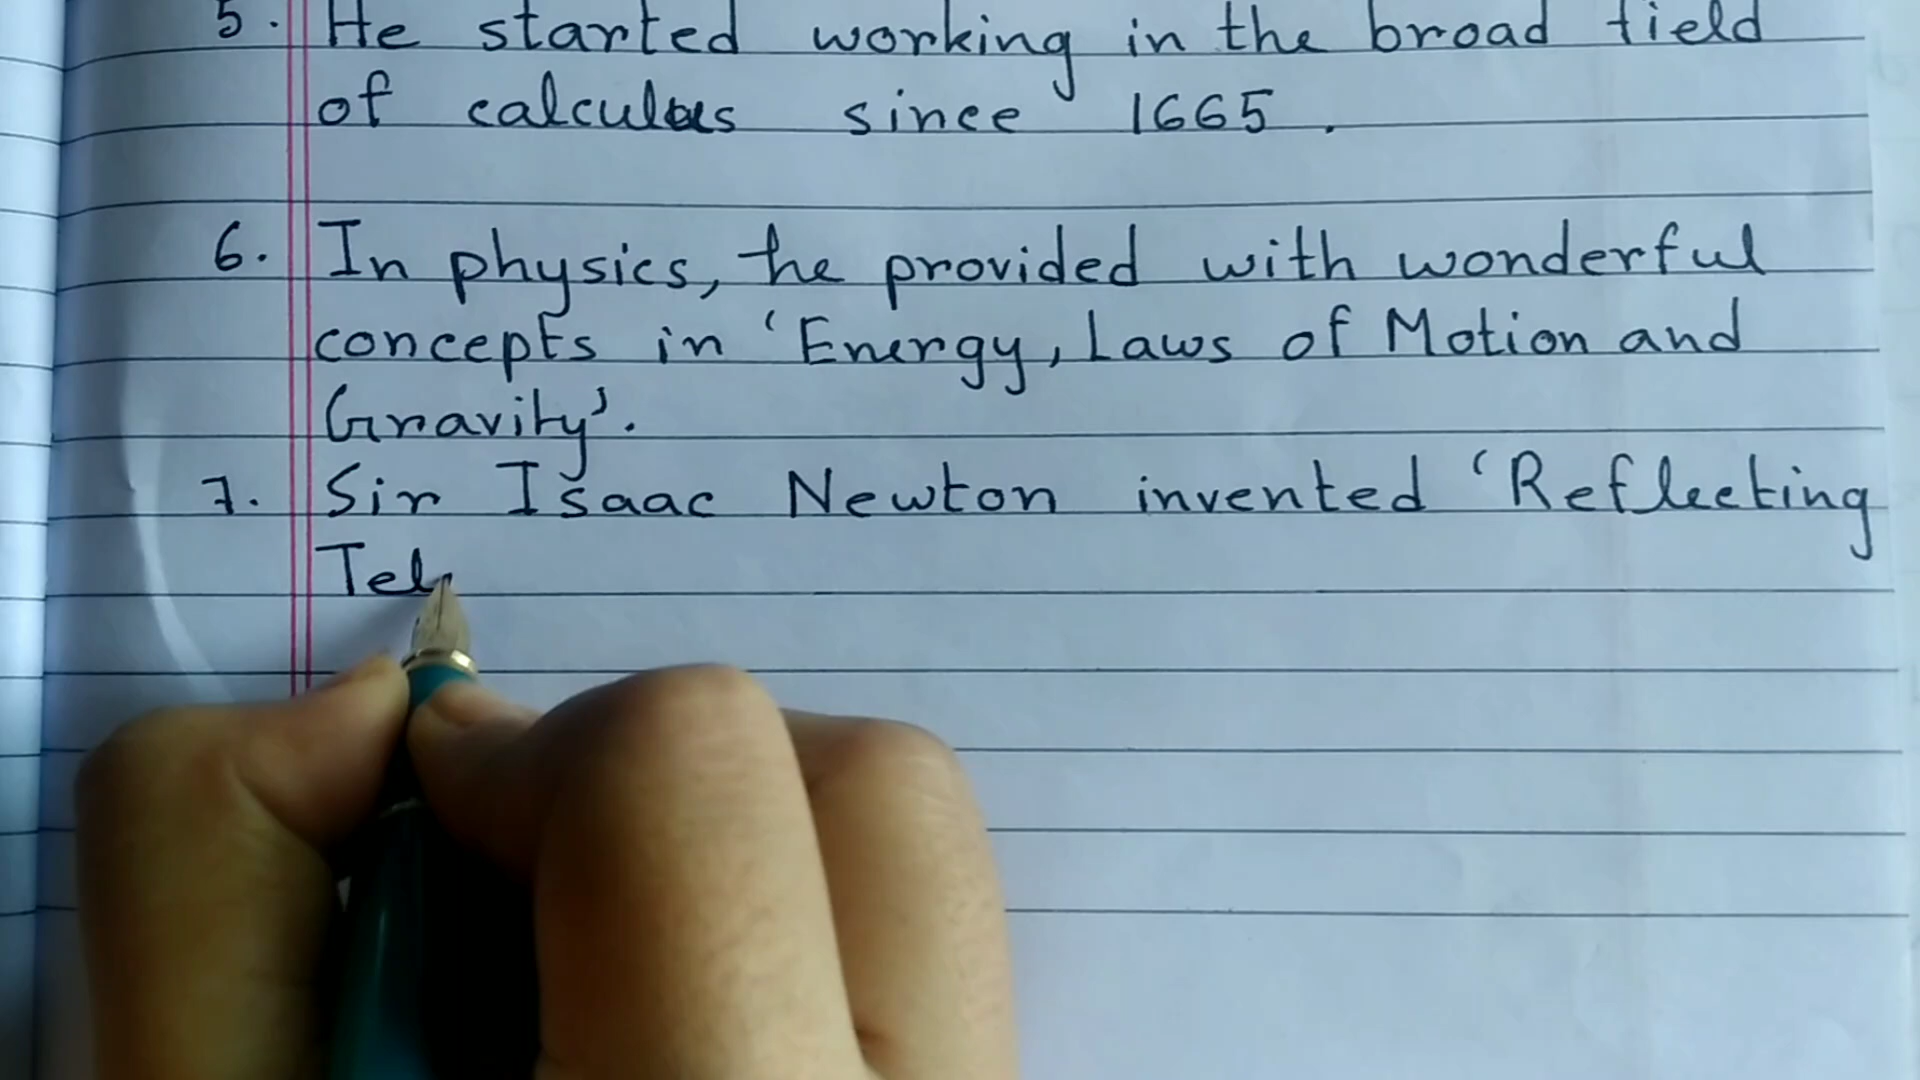 5. He started working in the broad field
of calculus since 1665.
6. In physics, he provided with wonderful
concepts in 'Energy, Laws of Motion and
Gravity'.
7. Sir Isaac Newton invented 'Reflecting
Tel